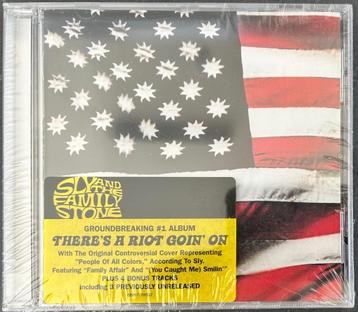 SLY AND
THE
FAMILY
STONE
GROUNDBREAKING #1 ALBUM
THERE'S A RIOT GOIN' ON
With The Original Controversial Cover Representing
"People Of All Colors," According To Sly.
Featuring "Family Affair" And "(You Caught Me) Smilin'"
PLUS 4 BONUS TRACKS
including 3 PREVIOUSLY UNRELEASED